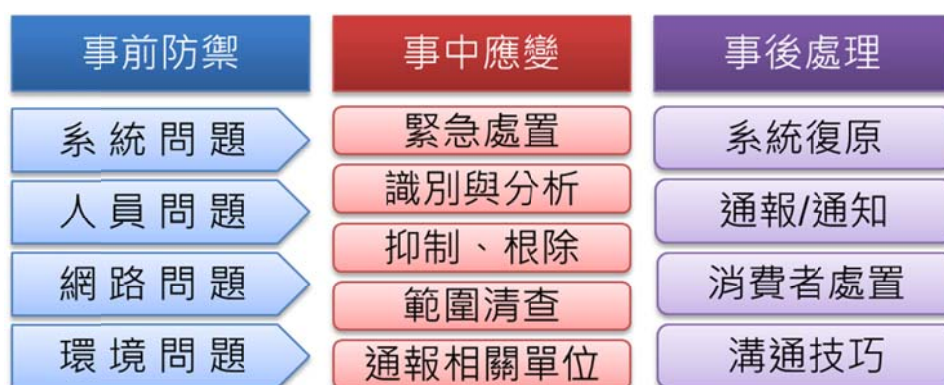 事前防禦
系統問題
人員問題
網路問題
環境問題
事中應變
緊急處置
識別與分析
抑制、根除
範圍清查
通報相關單位
事後處理
系統復原
通報/通知
消費者處置
溝通技巧